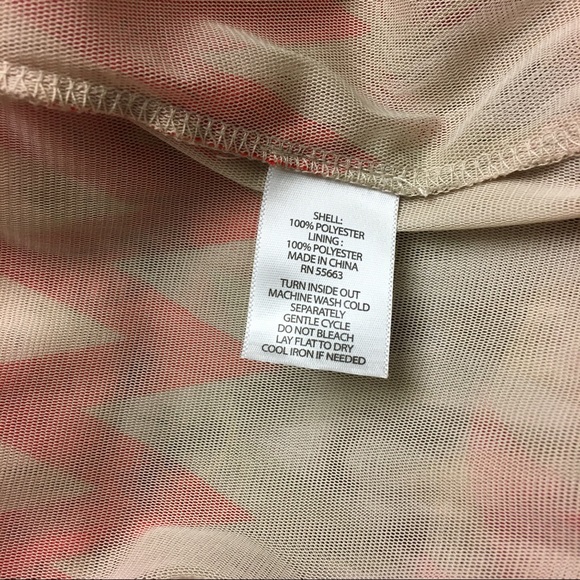 SHELL:
100% POLYESTER
LINING :
100% POLYESTER
MADE IN CHINA
RN 55663
TURN INSIDE OUT
MACHINE WASH COLD
SEPARATELY
GENTLE CYCLE
DO NOT BLEACH
LAY FLAT TO DRY
COOL IRON IF NEEDED